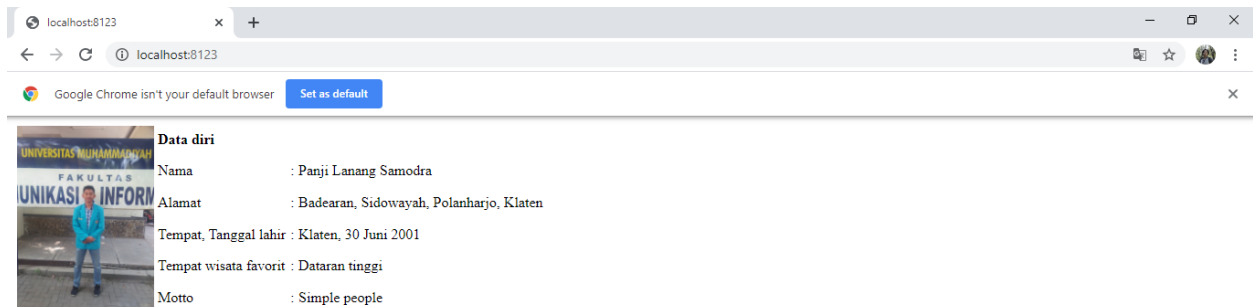 localhost:8123
localhost:8123
Google Chrome isn't your default browser Set as default
UNIVERSITAS MUHAMMADIYAH
FAKULTAS
UNIKASI INFORM
Data diri
Nama : Panji Lanang Samodra
Alamat : Badearan, Sidowayah, Polanharjo, Klaten
Tempat, Tanggal lahir : Klaten, 30 Juni 2001
Tempat wisata favorit : Dataran tinggi
Motto : Simple people